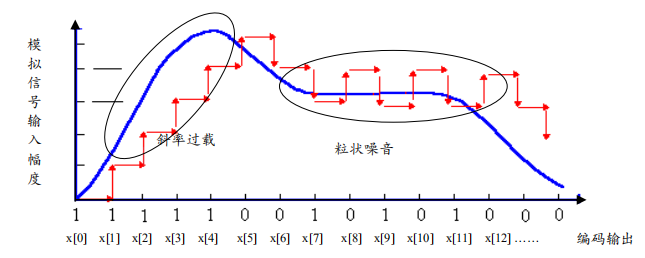 模拟信号输入幅度
斜率过载
粒状噪音
1 1 1 1 1 0 0 1 0 1 0 1 0 0 0
x[0] x[1] x[2] x[3] x[4] x[5] x[6] x[7] x[8] x[9] x[10] x[11] x[12] …… 编码输出